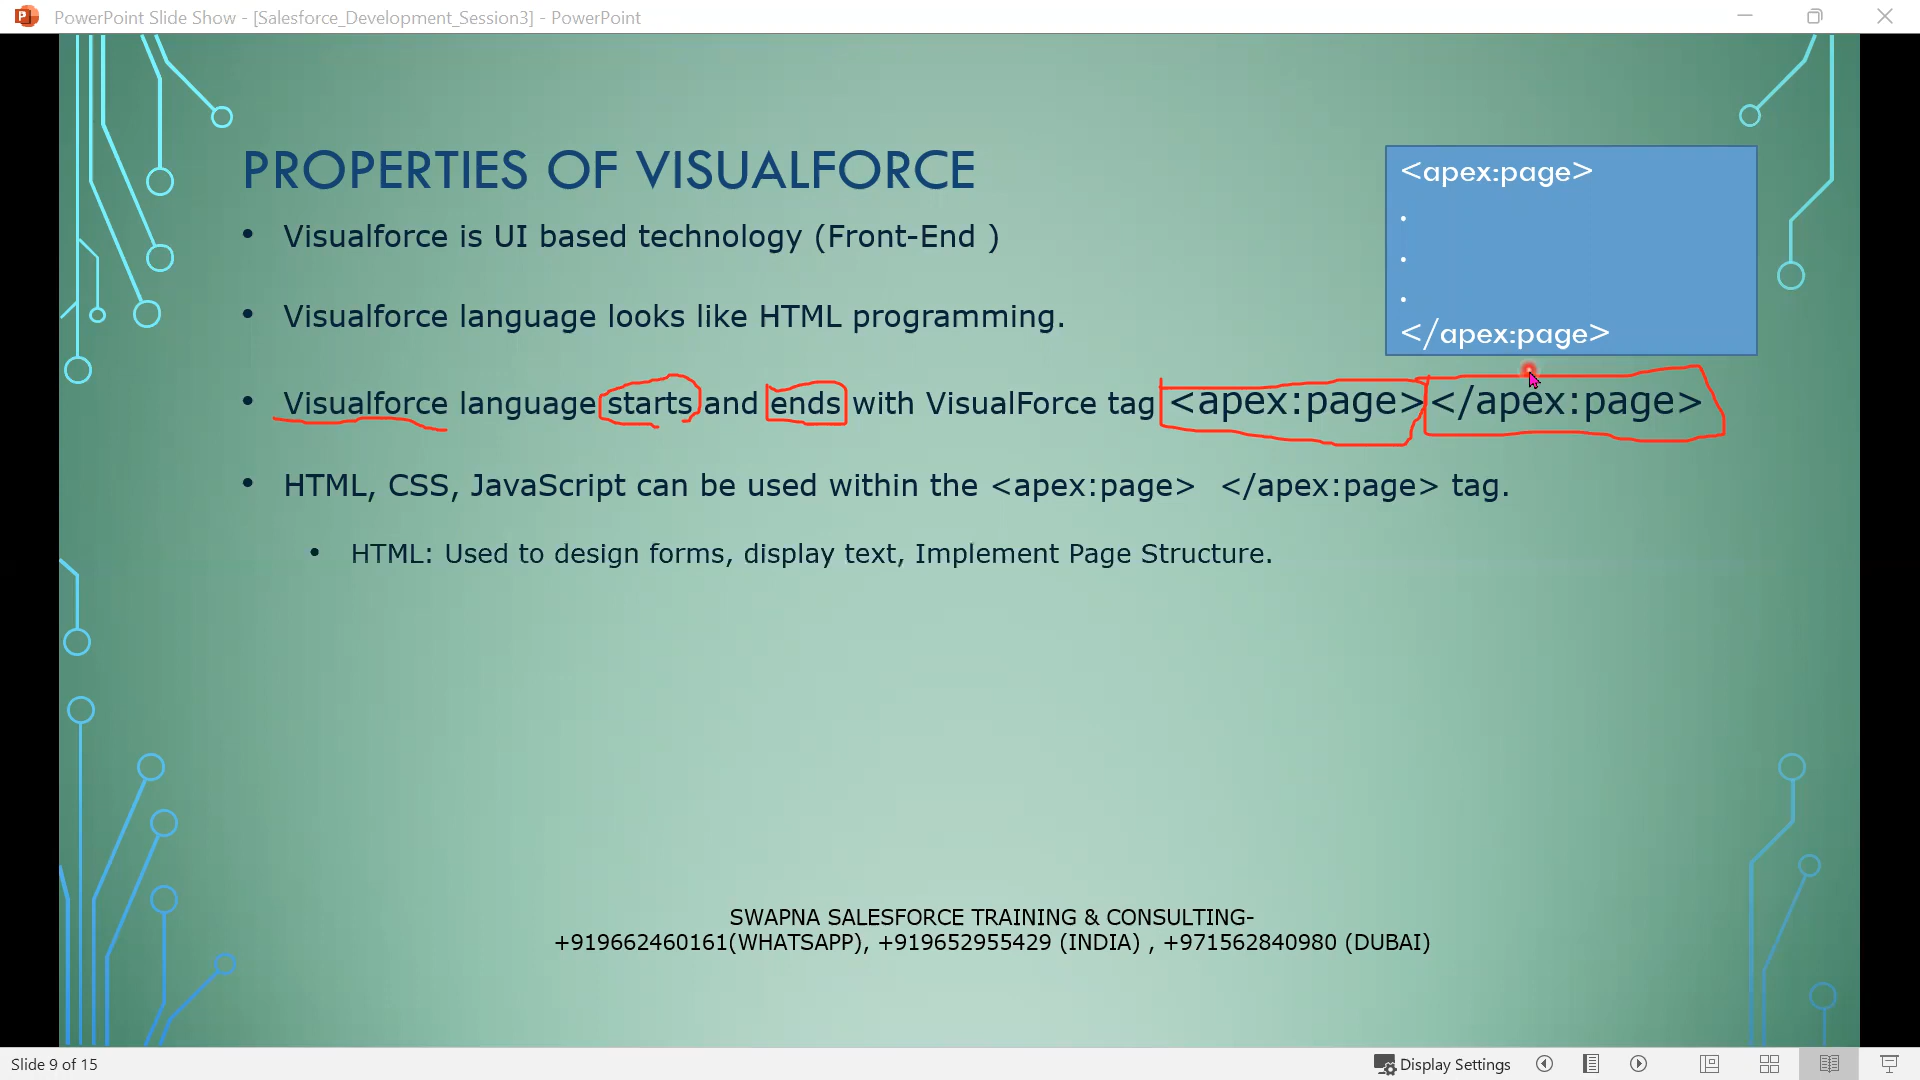 PowerPoint Slide Show - [Salesforce_Development_Session3] - PowerPoint
PROPERTIES OF VISUALFORCE
<apex:page>
.
.
.
</apex:page>
• Visualforce is UI based technology (Front-End )
• Visualforce language looks like HTML programming.
• Visualforce language starts and ends with VisualForce tag <apex:page></apex:page>
• HTML, CSS, JavaScript can be used within the <apex:page> </apex:page> tag.
• HTML: Used to design forms, display text, Implement Page Structure.
SWAPNA SALESFORCE TRAINING & CONSULTING-
+919662460161(WHATSAPP), +919652955429 (INDIA) , +971562840980 (DUBAI)
Slide 9 of 15
Display Settings